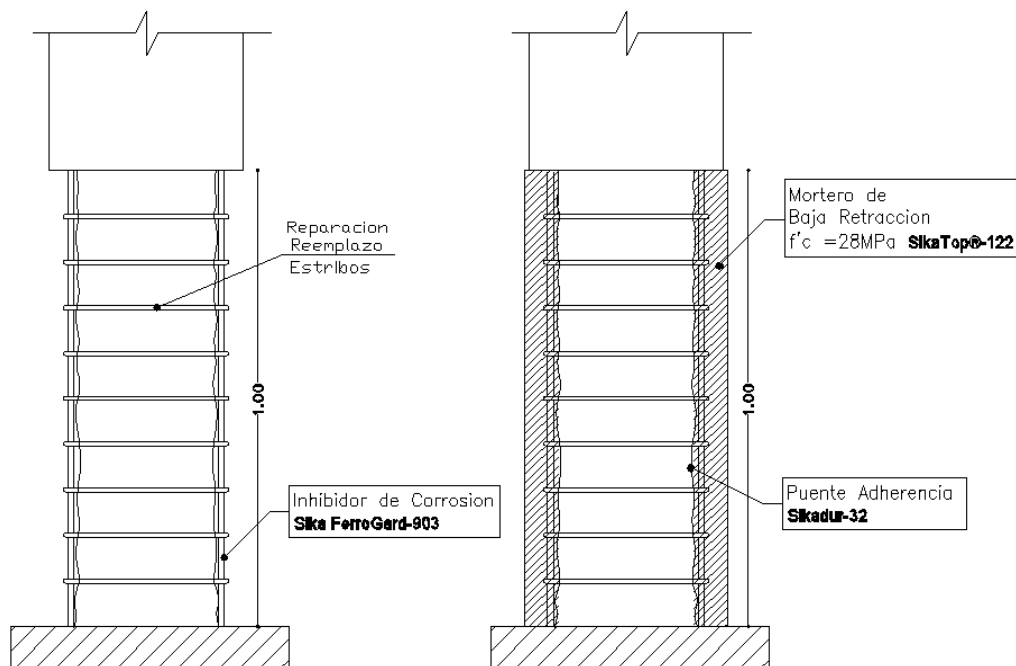 Reparacion
Reemplazo
Estribos
1.00
Inhibidor de Corrosion
Sika FerroGard-903
Mortero de
Baja Retraccion
f'c =28MPa SikaTop®-122
1.00
Puente Adherencia
Sikadur-32